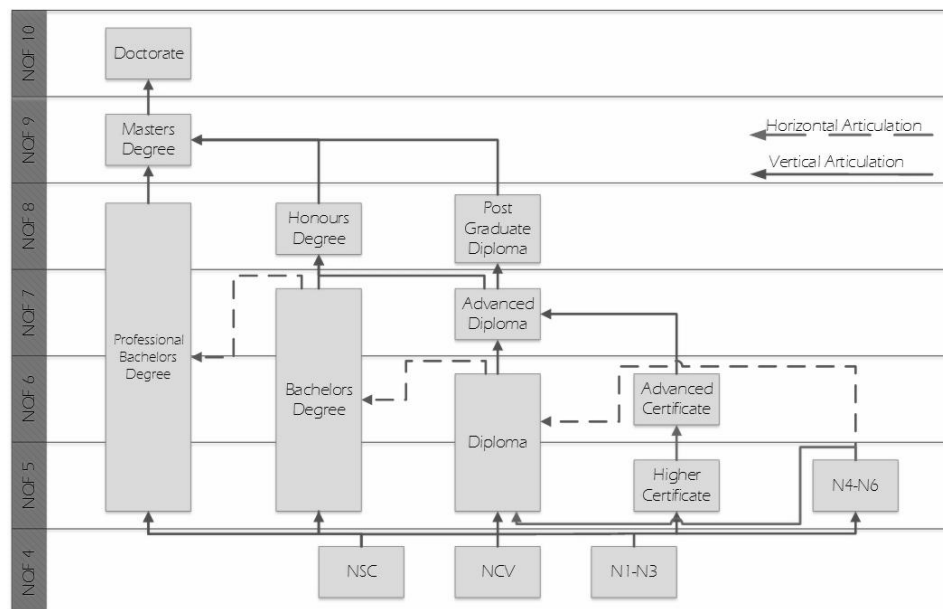 NQF 10
Doctorate
NQF 9
Masters
Degree
Horizontal Articulation
Vertical Articulation
NQF 8
Honours
Degree
Post
Graduate
Diploma
NQF 7
Professional
Bachelors
Degree
Advanced
Diploma
NQF 6
Bachelors
Degree
Advanced
Certificate
NQF 5
Diploma
Higher
Certificate
N4-N6
NQF 4
NSC
NCV
N1-N3